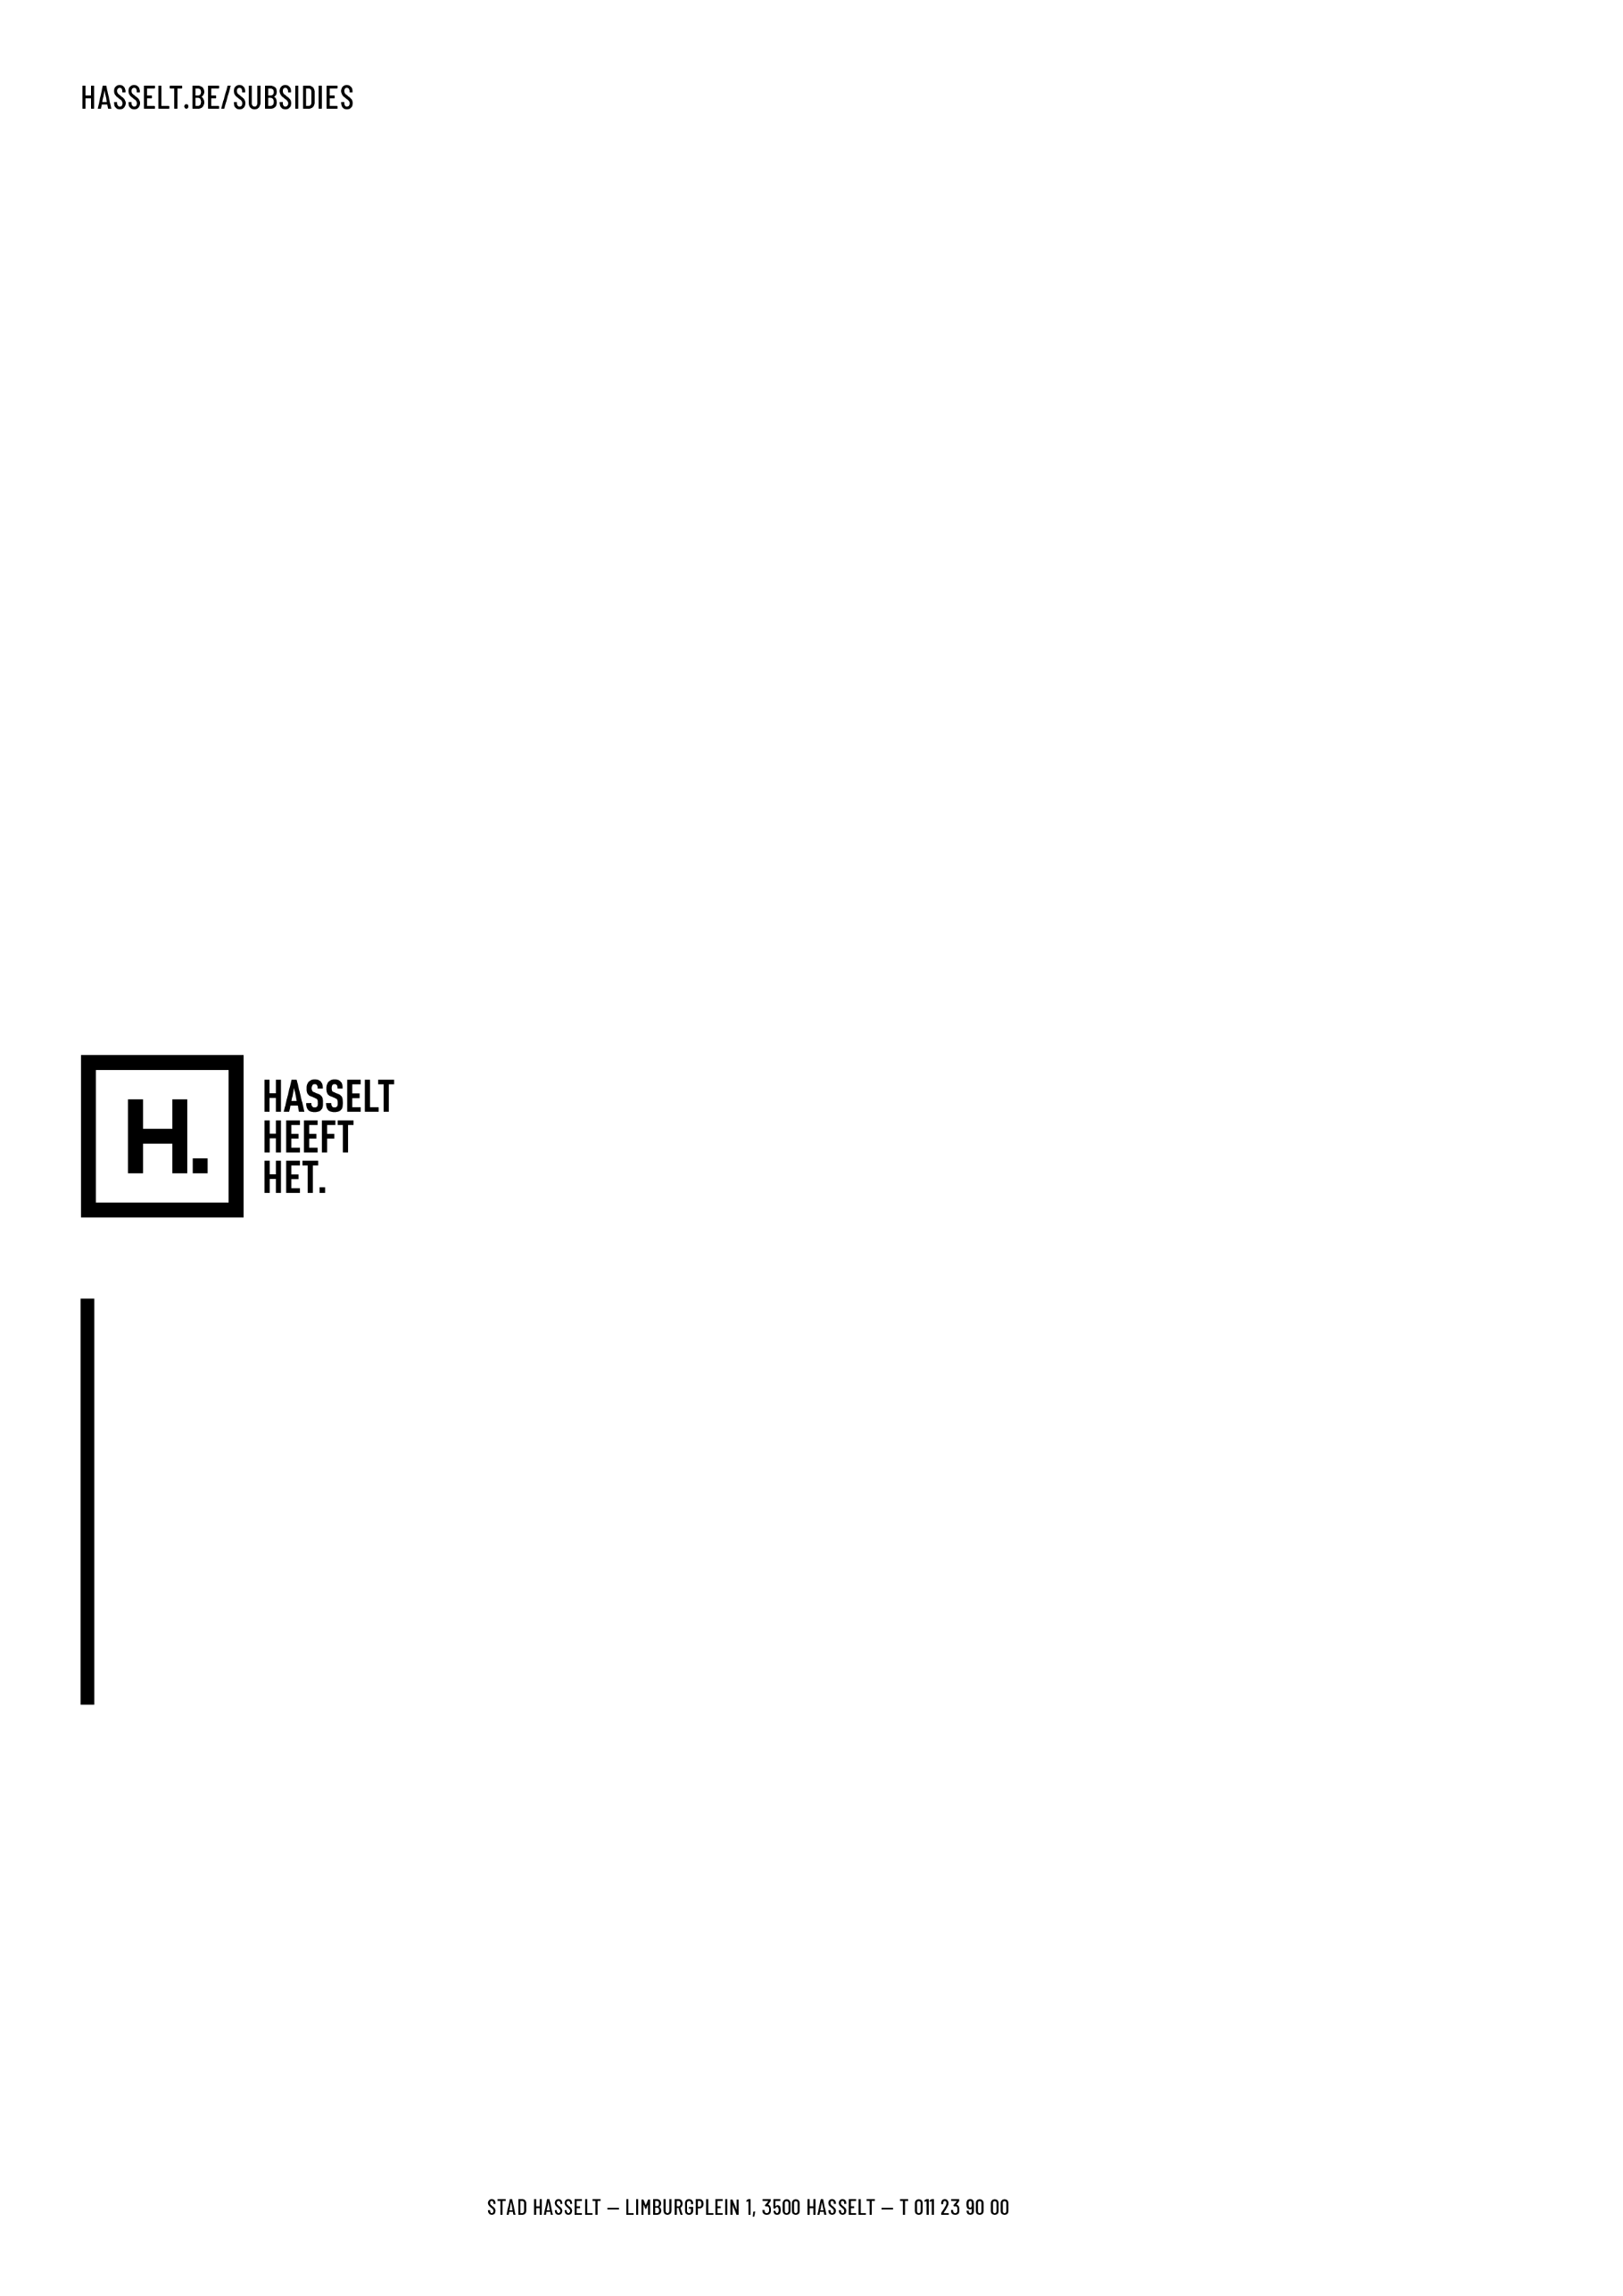 HASSELT.BE/SUBSIDIES
H.
HASSELT
HEEFT
HET.
STAD HASSELT – LIMBURGPLEIN 1, 3500 HASSELT – T 011 23 90 00